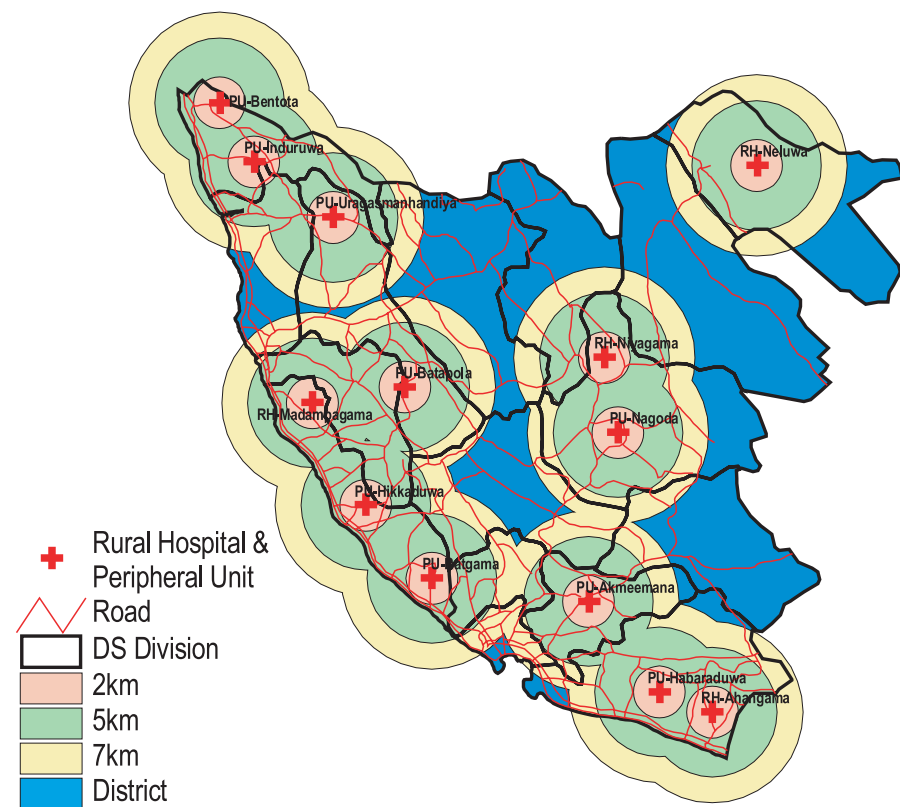 PU-Bentota
PU-Induruwa
RH-Neluwa
PU-Uragasmanhandiya
RH-Niyagama
PU-Batapola
RH-Madampagama
PU-Nagoda
PU-Hikkaduwa
PU-Ratgama
PU-Akmeemana
PU-Habaraduwa
RH-Ahangama
Rural Hospital &
Peripheral Unit
Road
DS Division
2km
5km
7km
District